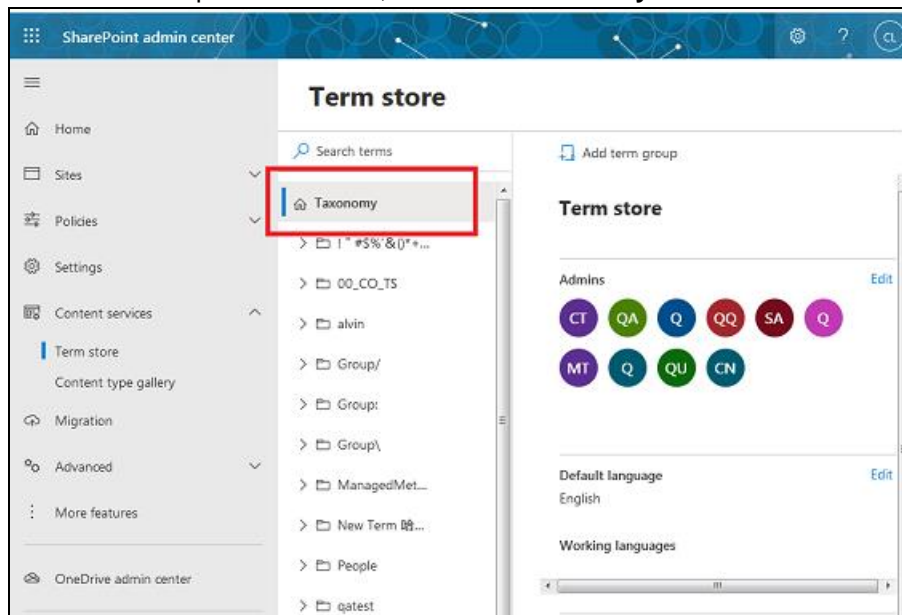 SharePoint admin center
?
CL
Term store
Home
Sites
Policies
Settings
Content services
Term store
Content type gallery
Migration
Advanced
More features
OneDrive admin center
Search terms
Taxonomy
00_CO_TS
alvin
Group/
Group:
Group\
ManagedMet...
New Term 哈...
People
qatest
Add term group
Term store
Admins
Edit
CT QA Q QQ SA Q
MT Q QU CN
Default language
Edit
English
Working languages